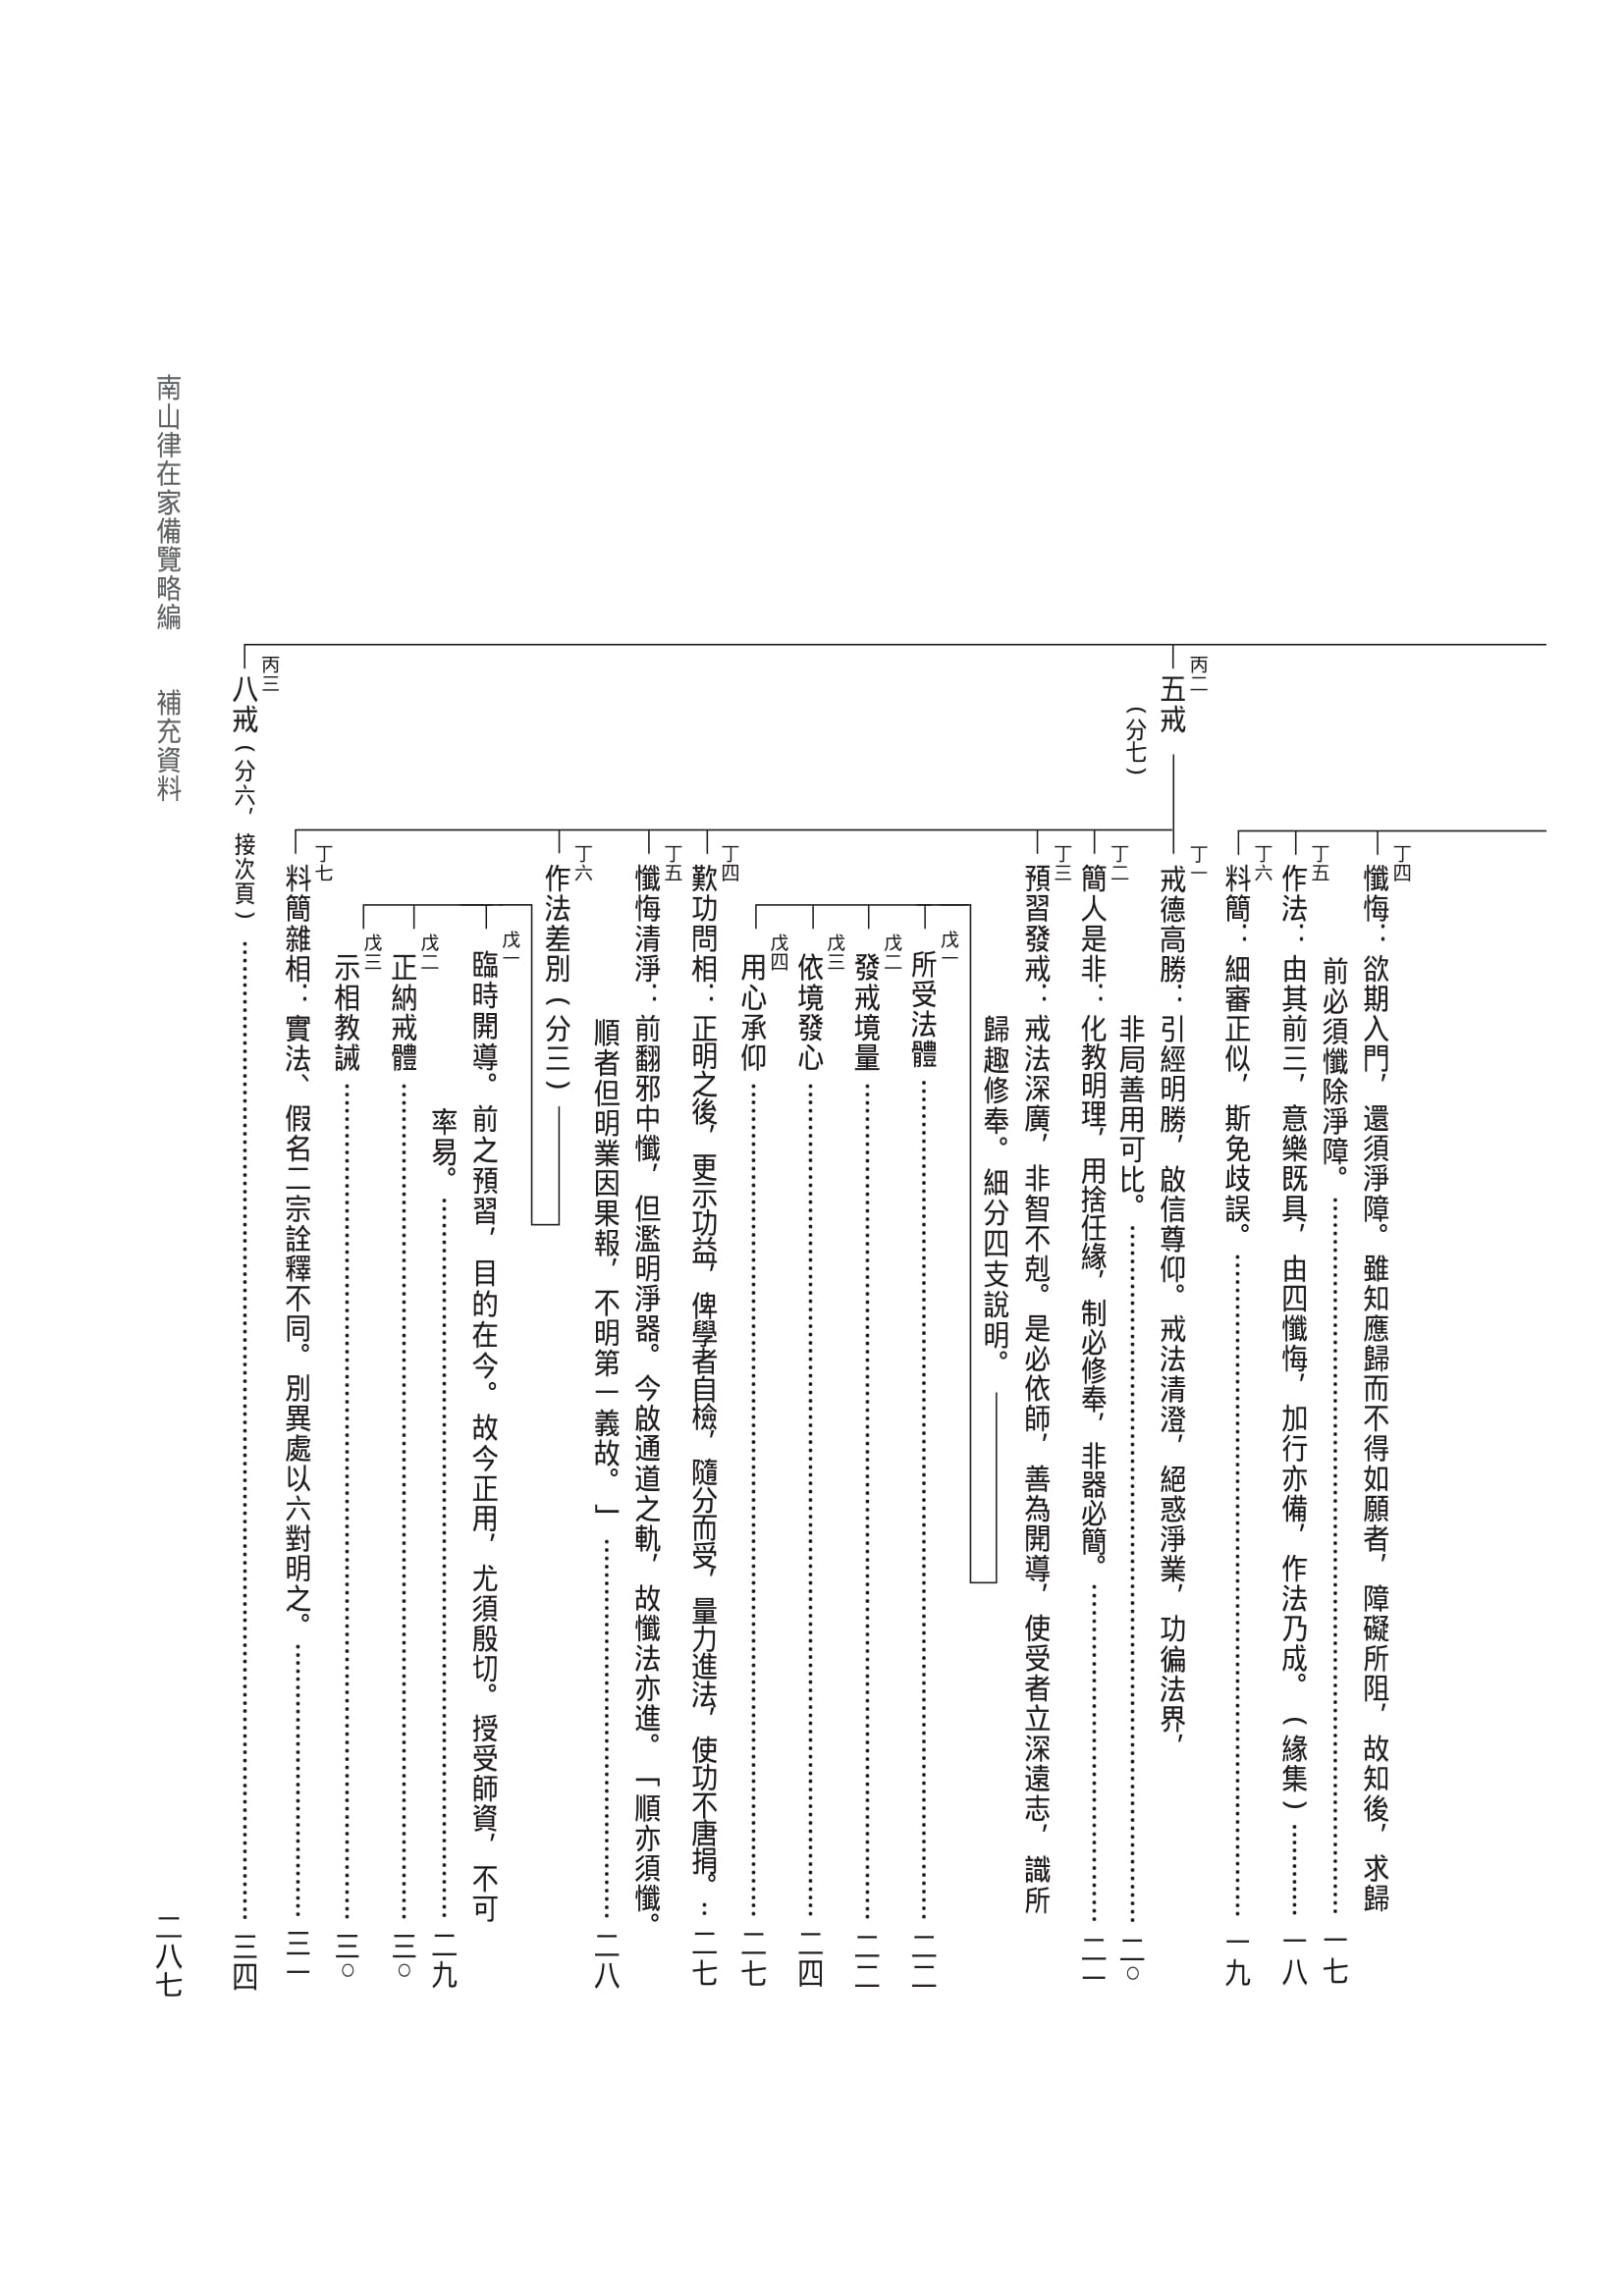 丁四
懺悔：欲期入門，還須淨障。雖知應歸而不得如願者，障礙所阻，故知後，求歸
前必須懺除淨障。……………一七
丁五
作法：由其前三，意樂既具，由四懺悔，加行亦備，作法乃成。（緣集）……………一八
丁六
料簡：細審正似，斯免歧誤。……………一九
丙二
五戒
（分七）
丁一
戒德高勝：引經明勝，啟信尊仰。戒法清澄，絕惑淨業，功徧法界，
非局善用可比。……………二○
丁二
簡人是非：化教明理，用捨任緣，制必修奉，非器必簡。……………二一
丁三
預習發戒：戒法深廣，非智不剋。是必依師，善為開導，使受者立深遠志，識所
歸趣修奉。細分四支說明。
戊一
所受法體……………二二
戊二
發戒境量……………二二
戊三
依境發心……………二四
戊四
用心承仰……………二七
丁四
歎功問相：正明之後，更示功益，俾學者自檢，隨分而受，量力進法，使功不唐捐。：二七
丁五
懺悔清淨：前翻邪中懺，但濫明淨器。今啟通道之軌，故懺法亦進。「順亦須懺。
順者但明業因果報，不明第一義故。」……………二八
丁六
作法差別（分三）
戊一
臨時開導。前之預習，目的在今。故今正用，尤須殷切。授受師資，不可
率易。……………二九
戊二
正納戒體……………三○
戊三
示相教誡……………三○
丁七
料簡雜相：實法、假名二宗詮釋不同。別異處以六對明之。……………三一
丙三
八戒（分六，接次頁）……………三四
南山律在家備覽略編　補充資料
二八七